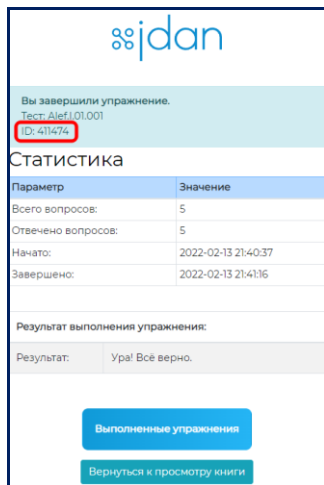 jdan
Вы завершили упражнение.
Тест: Alef.I.01.001
ID: 411474
Статистика
Параметр Значение
Всего вопросов: 5
Отвечено вопросов: 5
Начато: 2022-02-13 21:40:37
Завершено: 2022-02-13 21:41:16
Результат выполнения упражнения:
Результат: Ура! Всё верно.
Выполненные упражнения
Вернуться к просмотру книги